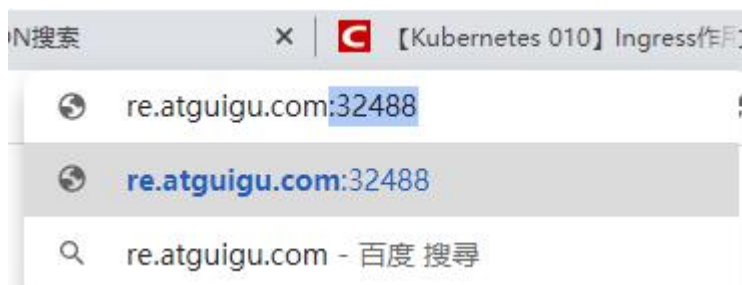 N搜索 × 【Kubernetes 010】Ingress作用
re.atguigu.com:32488
re.atguigu.com:32488
re.atguigu.com - 百度 搜尋